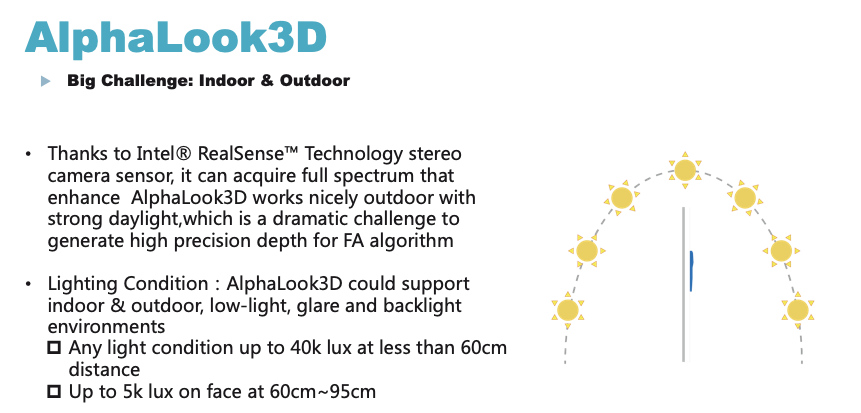 AlphaLook3D
Big Challenge: Indoor & Outdoor
• Thanks to Intel® RealSense™ Technology stereo
camera sensor, it can acquire full spectrum that
enhance AlphaLook3D works nicely outdoor with
strong daylight,which is a dramatic challenge to
generate high precision depth for FA algorithm
• Lighting Condition : AlphaLook3D could support
indoor & outdoor, low-light, glare and backlight
environments
Any light condition up to 40k lux at less than 60cm
distance
Up to 5k lux on face at 60cm~95cm